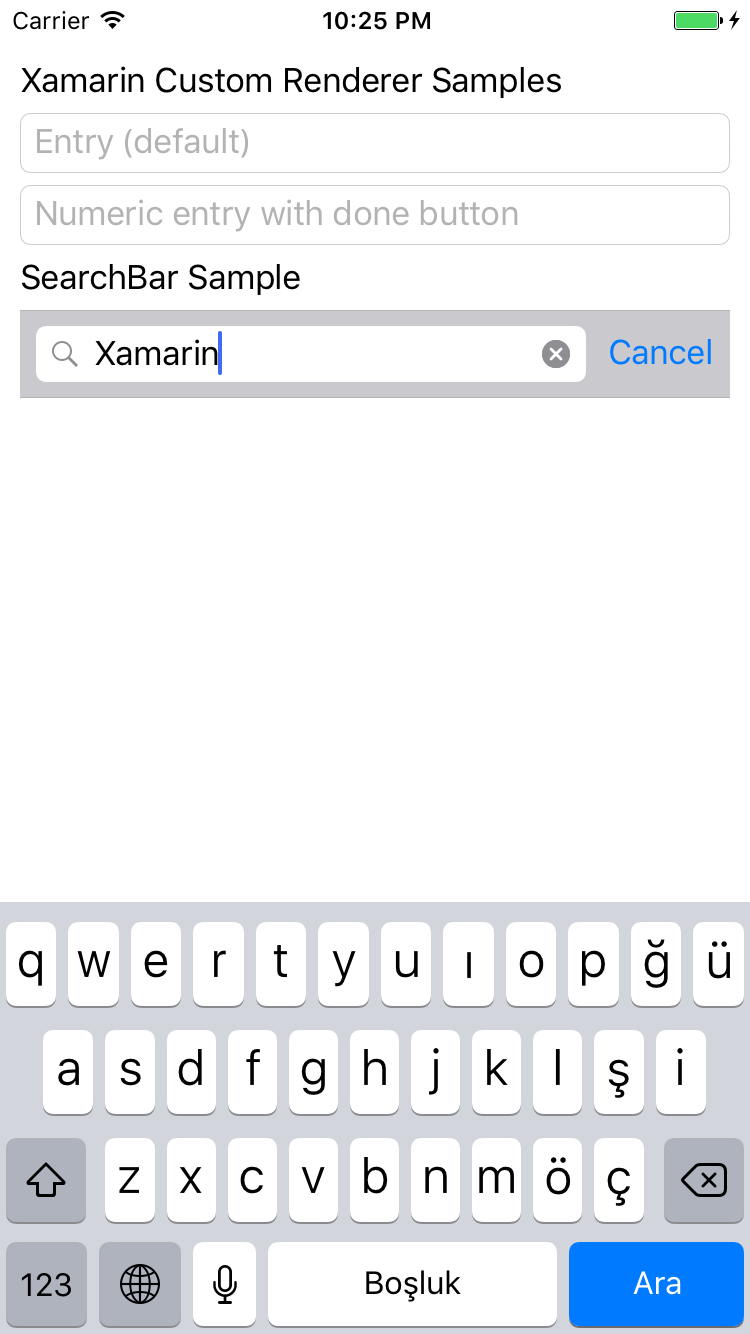 Carrier 10:25 PM
Xamarin Custom Renderer Samples
Entry (default)
Numeric entry with done button
SearchBar Sample
Xamarin Cancel
q w e r t y u ı o p ğ ü
a s d f g h j k l ş i
z x c v b n m ö ç
123 Boşluk Ara